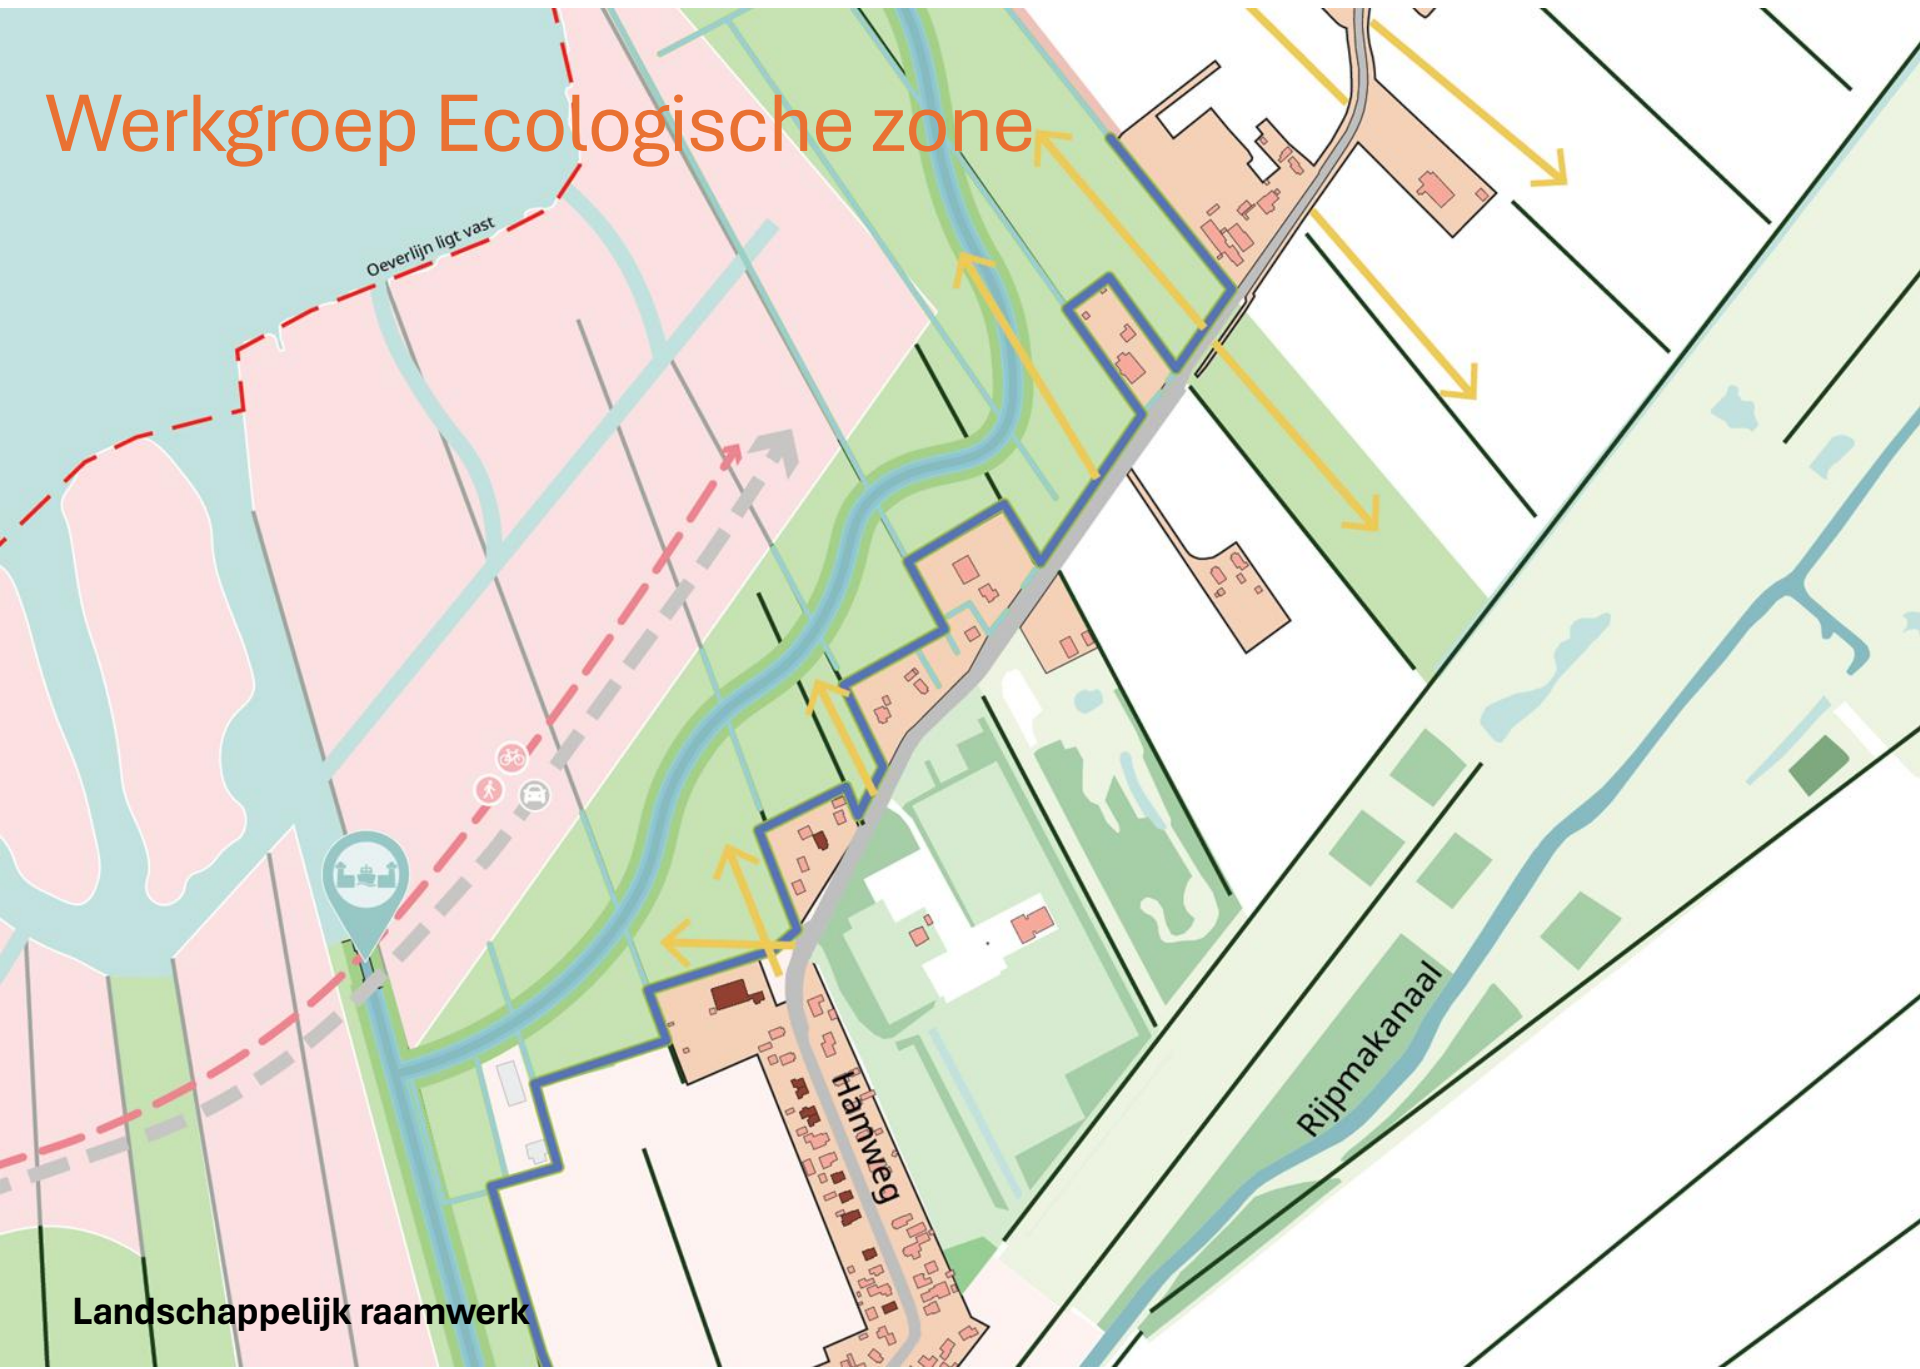 Werkgroep Ecologische zone
Oeverlijn ligt vast
Rijpmakanaal
Hamweg
Landschappelijk raamwerk